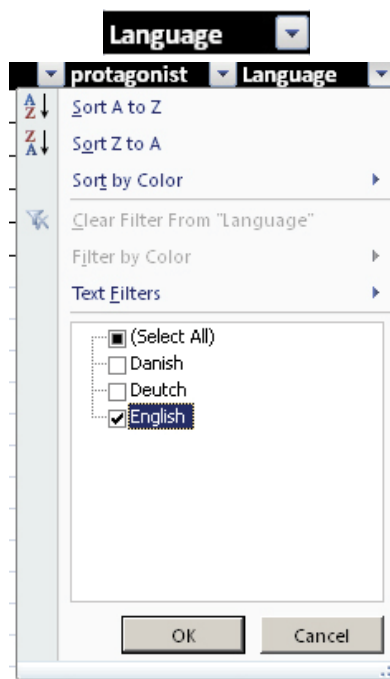 Language
protagonist Language
Sort A to Z
Sort Z to A
Sort by Color
Clear Filter From "Language"
Filter by Color
Text Filters
(Select All)
Danish
Deutch
English
OK Cancel